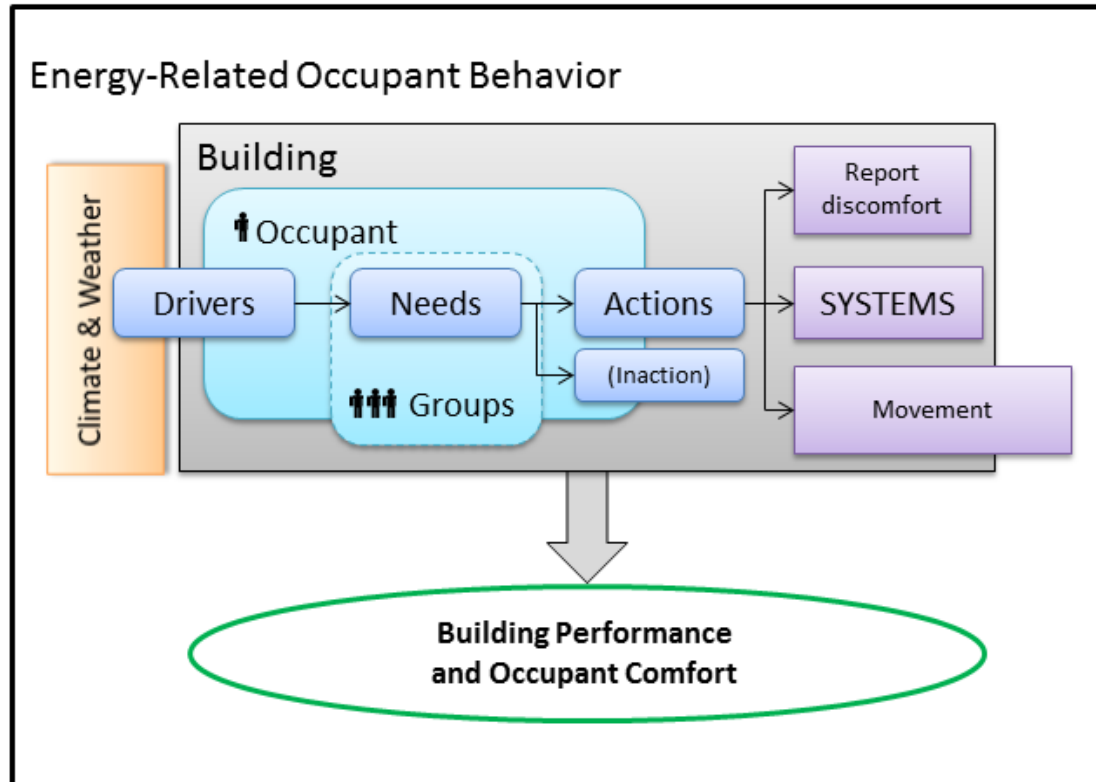 Energy-Related Occupant Behavior
Building
Climate & Weather
Occupant
Drivers
Needs
Actions
(Inaction)
Groups
Report
discomfort
SYSTEMS
Movement
Building Performance
and Occupant Comfort